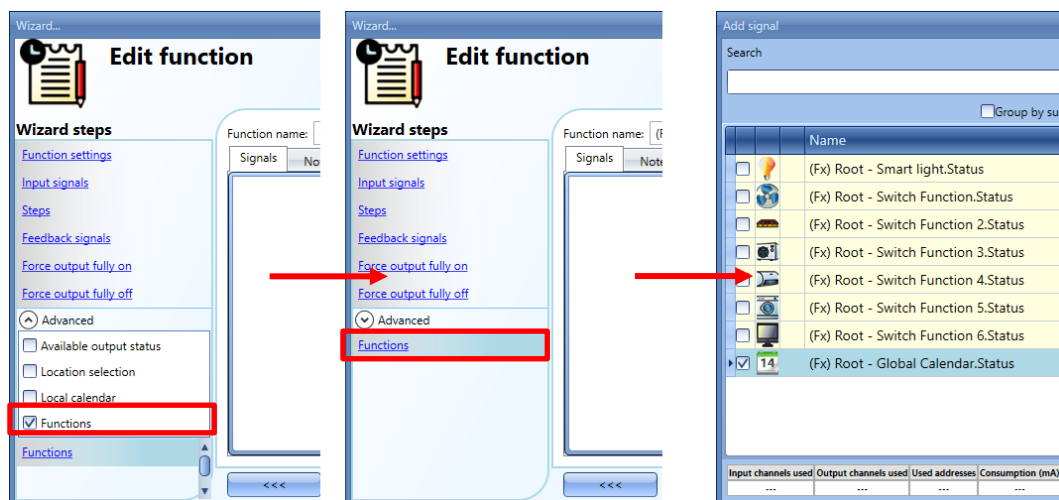 Wizard...
Edit function
Wizard steps
Function settings
Input signals
Steps
Feedback signals
Force output fully on
Force output fully off
Advanced
Available output status
Location selection
Local calendar
Functions
Functions
Function name:
Signals
No
<<<
Wizard...
Edit function
Wizard steps
Function settings
Input signals
Steps
Feedback signals
Force output fully on
Force output fully off
Advanced
Functions
Function name: (F
Signals
Note
<<<
Add signal
Search
Group by su
Name
(Fx) Root - Smart light.Status
(Fx) Root - Switch Function.Status
(Fx) Root - Switch Function 2.Status
(Fx) Root - Switch Function 3.Status
(Fx) Root - Switch Function 4.Status
(Fx) Root - Switch Function 5.Status
(Fx) Root - Switch Function 6.Status
14 (Fx) Root - Global Calendar.Status
Input channels used Output channels used Used addresses Consumption (mA)
--- --- --- ---